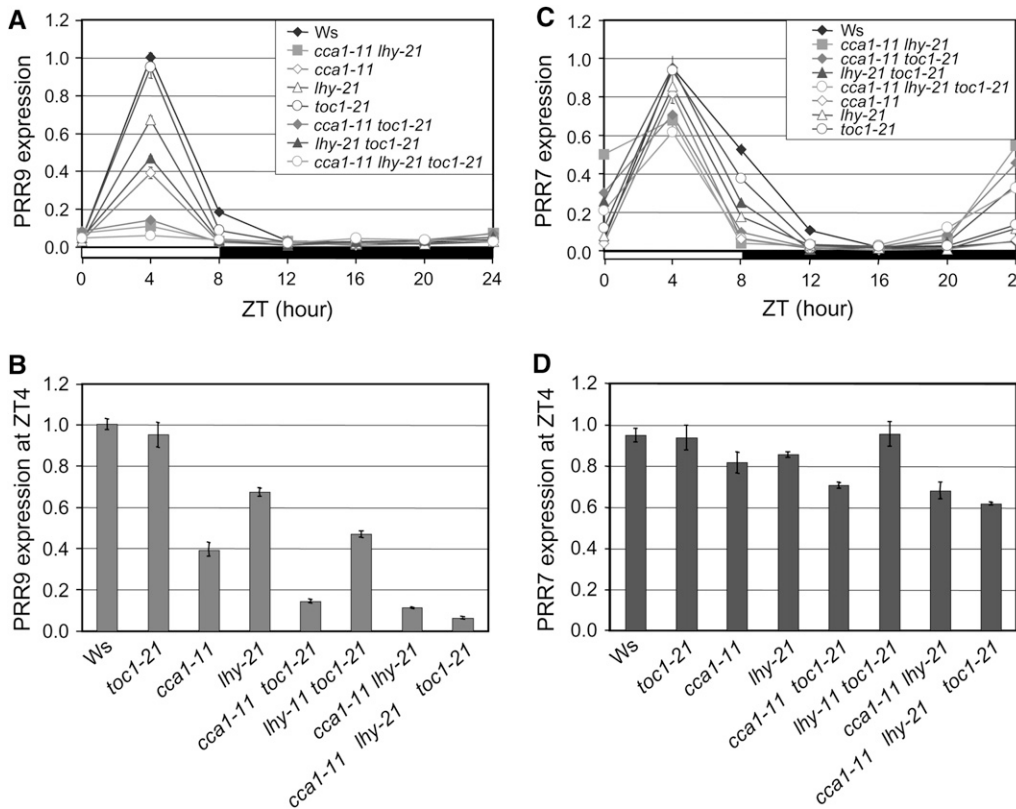 A
PRR9 expression
1.2
1.0
0.8
0.6
0.4
0.2
0.0
Ws
cca1-11 lhy-21
cca1-11
lhy-21
toc1-21
cca1-11 toc1-21
lhy-21 toc1-21
cca1-11 lhy-21 toc1-21
0 4 8 12 16 20 24
ZT (hour)
C
PRR7 expression
1.2
1.0
0.8
0.6
0.4
0.2
0.0
Ws
cca1-11 lhy-21
cca1-11 toc1-21
lhy-21 toc1-21
cca1-11 lhy-21 toc1-21
cca1-11
lhy-21
toc1-21
0 4 8 12 16 20 2
ZT (hour)
B
PRR9 expression at ZT4
1.2
1.0
0.8
0.6
0.4
0.2
0.0
Ws
toc1-21
cca1-11
lhy-21
cca1-11 toc1-21
lhy-11 toc1-21
cca1-11 lhy-21
cca1-11 lhy-21 toc1-21
D
PRR7 expression at ZT4
1.2
1.0
0.8
0.6
0.4
0.2
0.0
Ws
toc1-21
cca1-11
lhy-21
cca1-11 toc1-21
lhy-11 toc1-21
cca1-11 lhy-21
cca1-11 lhy-21 toc1-21